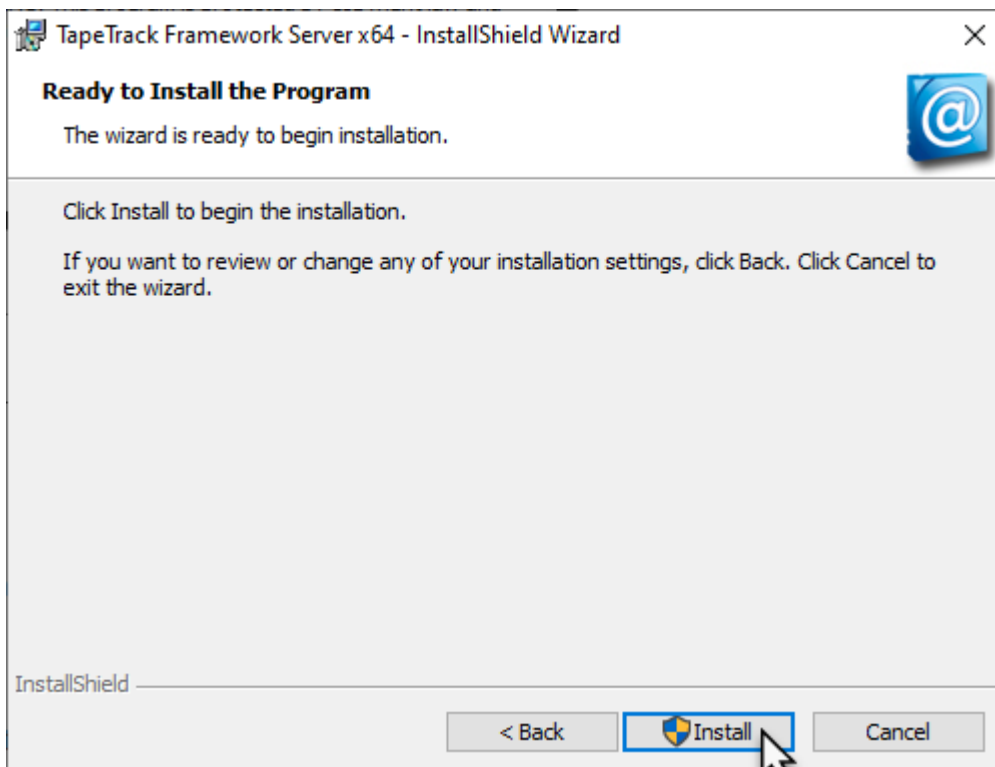 TapeTrack Framework Server x64 - InstallShield Wizard
Ready to Install the Program
The wizard is ready to begin installation.
Click Install to begin the installation.
If you want to review or change any of your installation settings, click Back. Click Cancel to
exit the wizard.
InstallShield
< Back
Install
Cancel